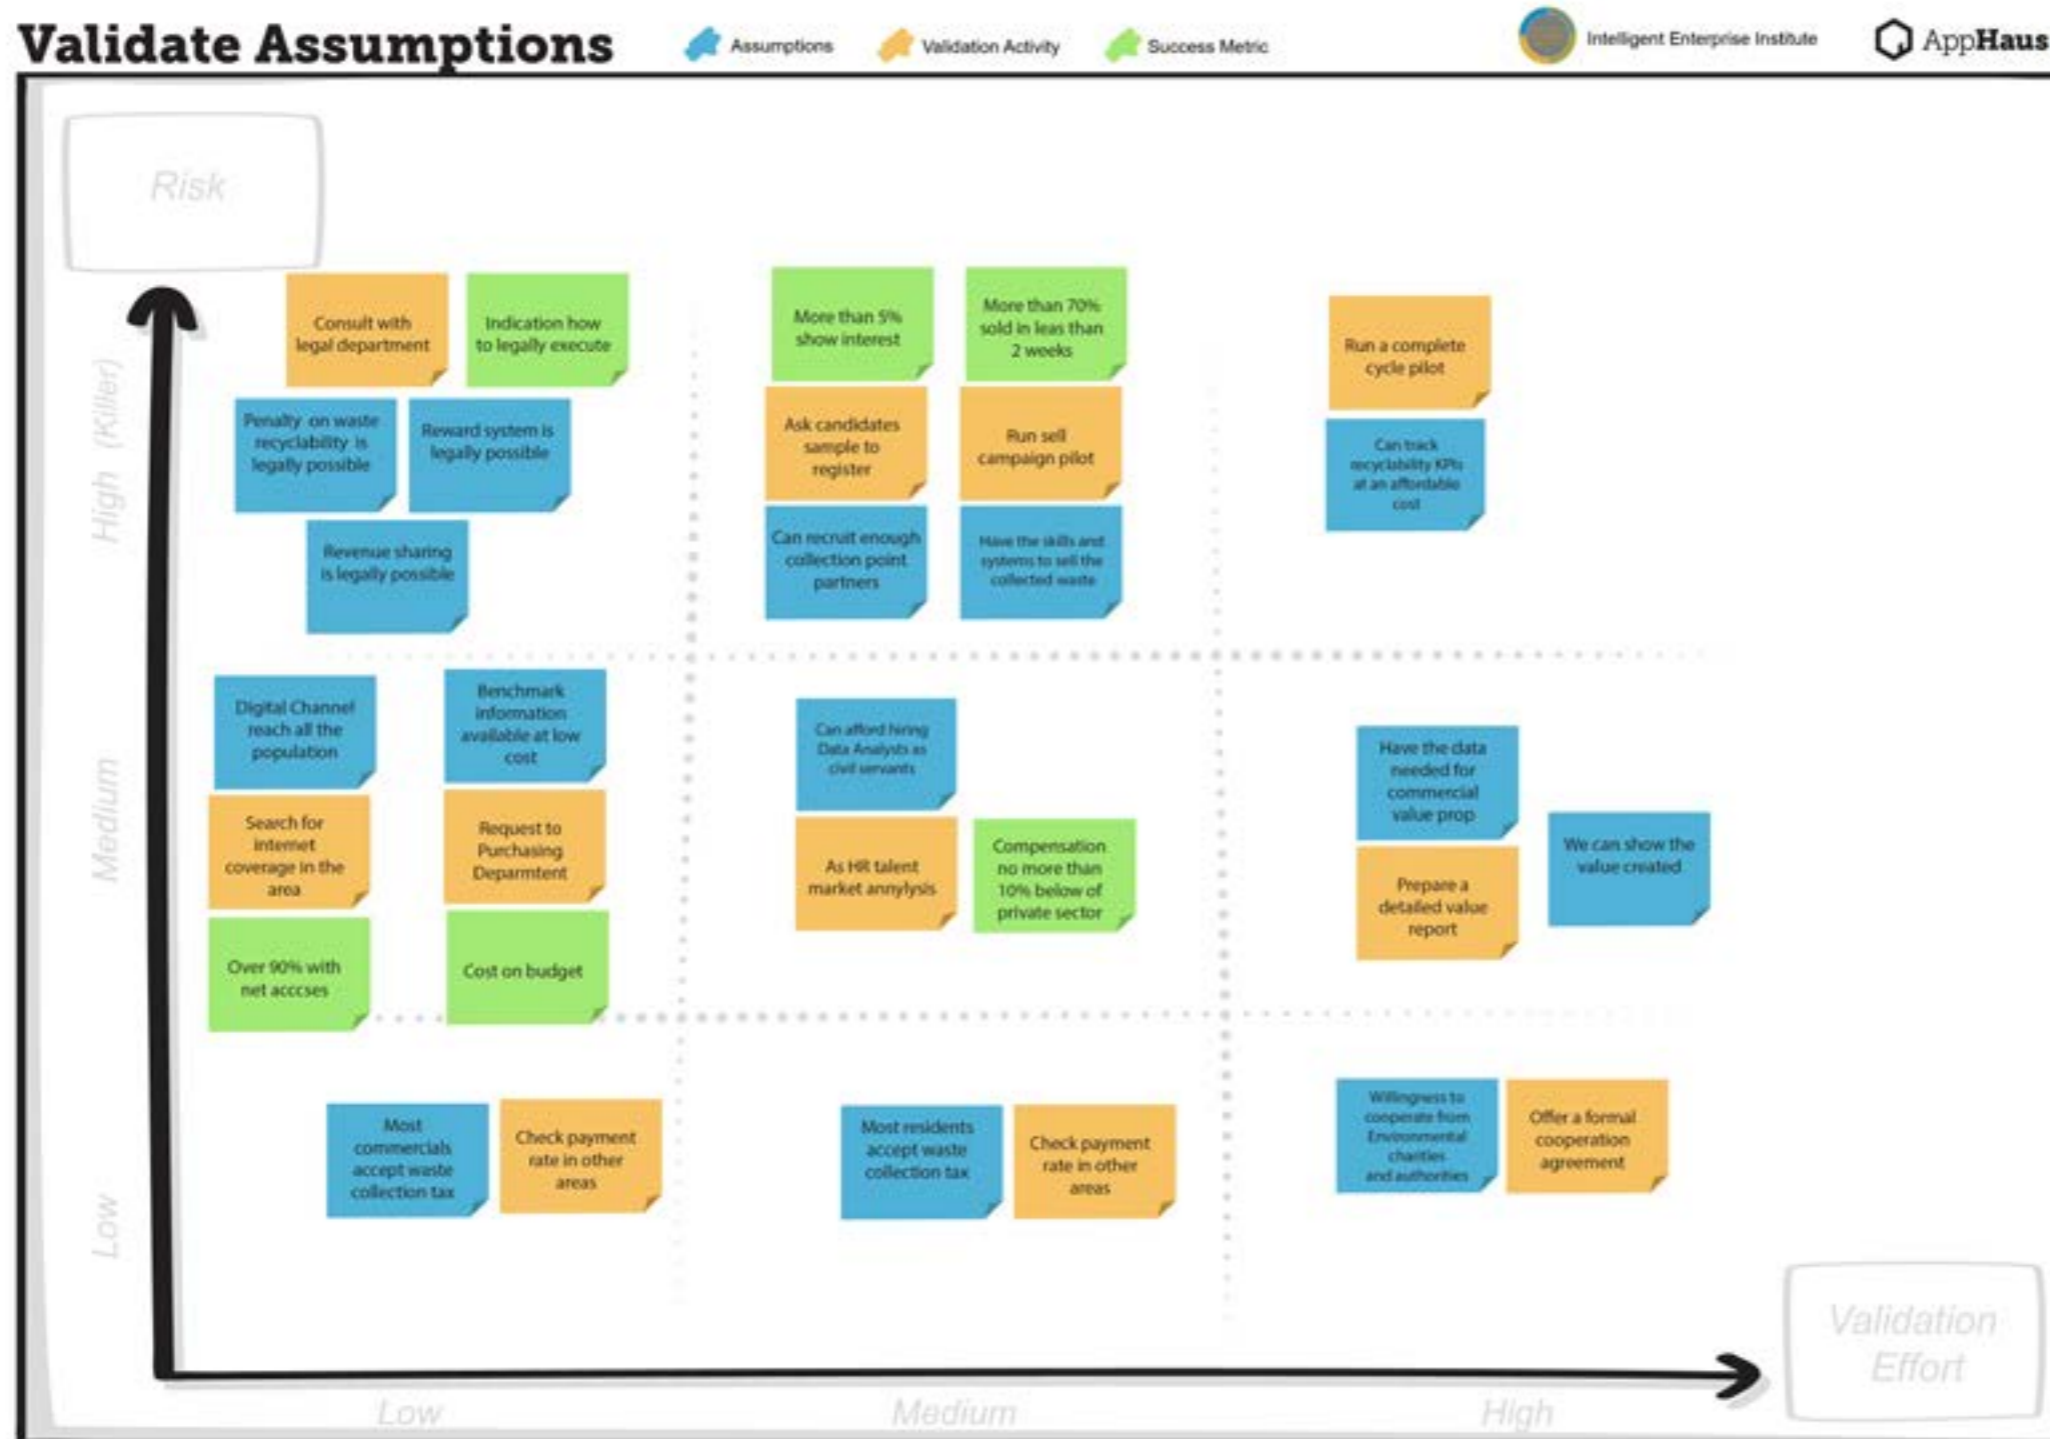 Validate Assumptions
Assumptions
Validation Activity
Success Metric
Intelligent Enterprise Institute
AppHaus
Risk
High (Killer)
Medium
Low
Consult with
legal department
Indication how
to legally execute
Penalty on waste
recyclability is
legally possible
Reward system is
legally possible
Revenue sharing
is legally possible
More than 5%
show interest
More than 70%
sold in leas than
2 weeks
Ask candidates
sample to
register
Run sell
campaign pilot
Can recruit enough
collection point
partners
Have the skills and
systems to sell the
collected waste
Run a complete
cycle pilot
Can track
recyclability KPIs
at an affordable
cost
Digital Channel
reach all the
population
Benchmark
information
available at low
cost
Search for
internet
coverage in the
area
Request to
Purchasing
Deparmtent
Over 90% with
net acccses
Cost on budget
Can afford hiring
Data Analysts as
civil servants
As HR talent
market annylysis
Compensation
no more than
10% below of
private sector
Have the data
needed for
commercial
value prop
We can show the
value created
Prepare a
detailed value
report
Most
commercials
accept waste
collection tax
Check payment
rate in other
areas
Most residents
accept waste
collection tax
Check payment
rate in other
areas
Willingness to
cooperate from
Environmental
charities
and authorities
Offer a formal
cooperation
agreement
Validation
Effort
Low
Medium
High